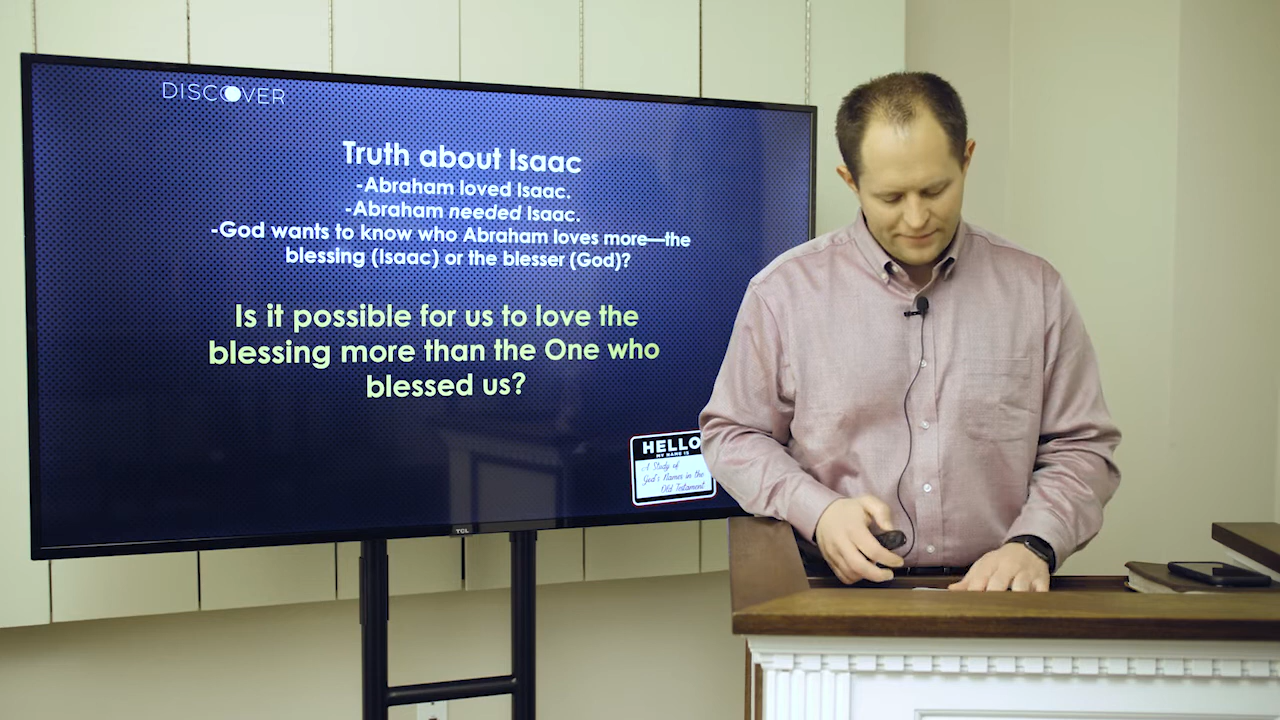 DISCOVER
Truth about Isaac
-Abraham loved Isaac.
-Abraham needed Isaac.
-God wants to know who Abraham loves more—the
blessing (Isaac) or the blesser (God)?
Is it possible for us to love the
blessing more than the One who
blessed us?
HELLO
MY NAME IS
A Study of
God's Names in the
Old Testament
TCL